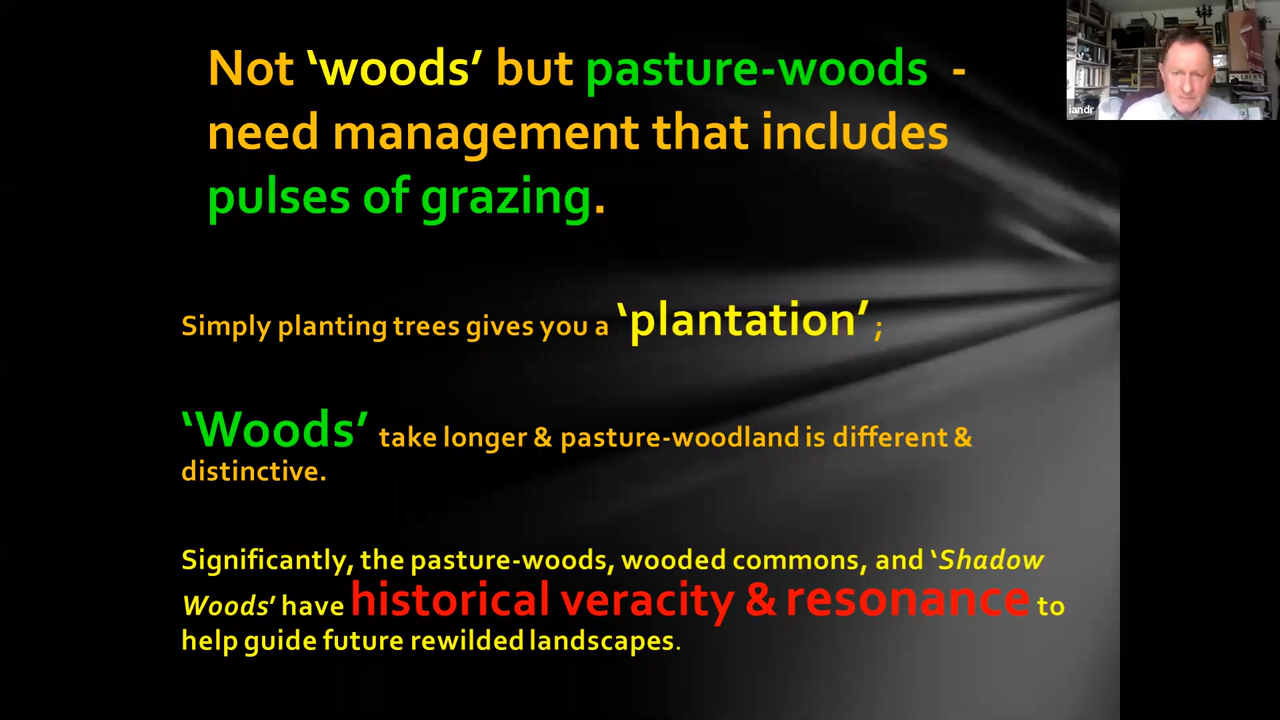 Not ‘woods’ but pasture-woods -
need management that includes
pulses of grazing.
Simply planting trees gives you a ‘plantation’ ;
‘Woods’ take longer & pasture-woodland is different &
distinctive.
Significantly, the pasture-woods, wooded commons, and ‘Shadow
Woods’ have historical veracity & resonance to
help guide future rewilded landscapes.
iandr